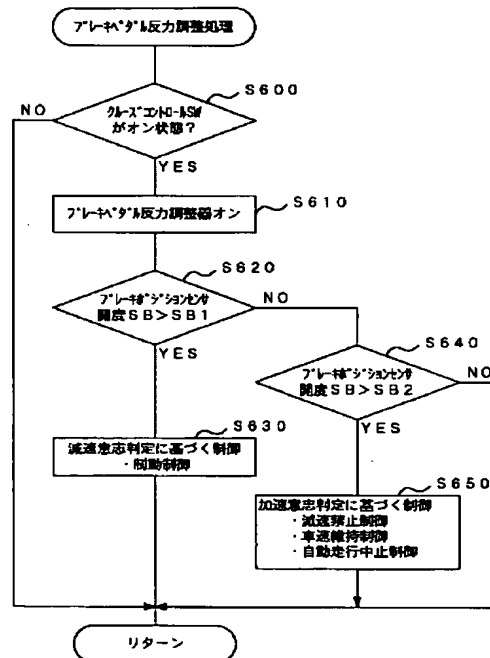 ブレーキペダル反力調整処理
S600
クルーズコントロールSW
がオン状態？
NO
YES
S610
ブレーキペダル反力調整器オン
S620
ブレーキポジションセンサ
開度SB>SB1
NO
YES
S640
ブレーキポジションセンサ
開度SB>SB2
NO
YES
S630
減速意志判定に基づく制御
・制動制御
S650
加速意志判定に基づく制御
・減速禁止制御
・車速維持制御
・自動走行中止制御
リターン